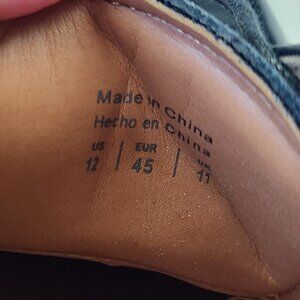 Made in China
Hecho en China
US | EUR | UK
12 | 45 | 11